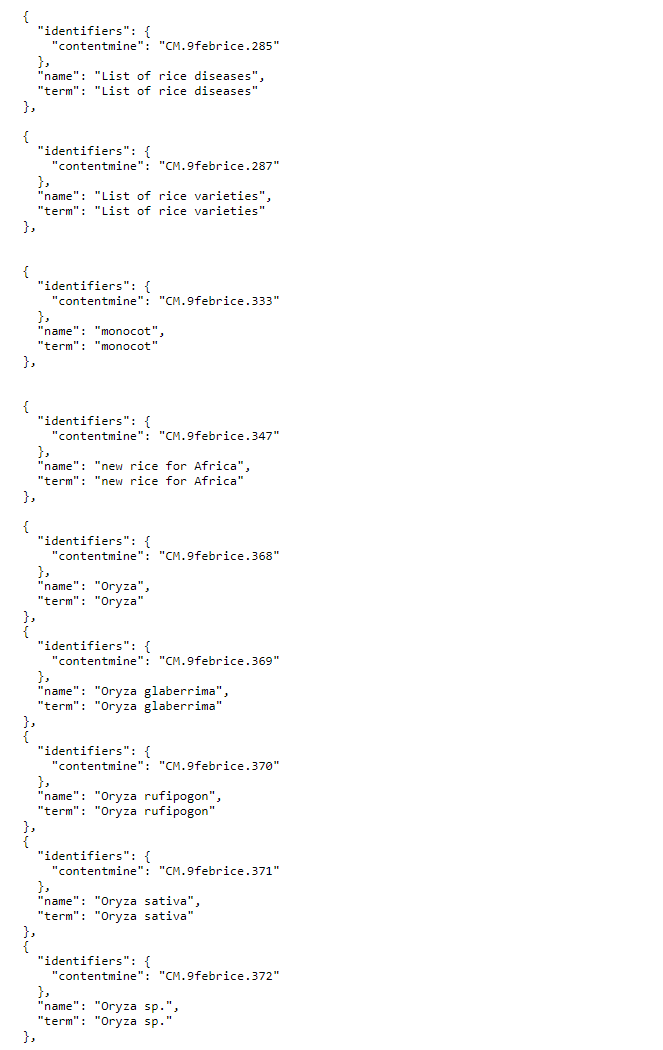 {
"identifiers": {
"contentmine": "CM.9febrice.285"
},
"name": "List of rice diseases",
"term": "List of rice diseases"
},
{
"identifiers": {
"contentmine": "CM.9febrice.287"
},
"name": "List of rice varieties",
"term": "List of rice varieties"
},
{
"identifiers": {
"contentmine": "CM.9febrice.333"
},
"name": "monocot",
"term": "monocot"
},
{
"identifiers": {
"contentmine": "CM.9febrice.347"
},
"name": "new rice for Africa",
"term": "new rice for Africa"
},
{
"identifiers": {
"contentmine": "CM.9febrice.368"
},
"name": "Oryza",
"term": "Oryza"
},
{
"identifiers": {
"contentmine": "CM.9febrice.369"
},
"name": "Oryza glaberrima",
"term": "Oryza glaberrima"
},
{
"identifiers": {
"contentmine": "CM.9febrice.370"
},
"name": "Oryza rufipogon",
"term": "Oryza rufipogon"
},
{
"identifiers": {
"contentmine": "CM.9febrice.371"
},
"name": "Oryza sativa",
"term": "Oryza sativa"
},
{
"identifiers": {
"contentmine": "CM.9febrice.372"
},
"name": "Oryza sp.",
"term": "Oryza sp."
},